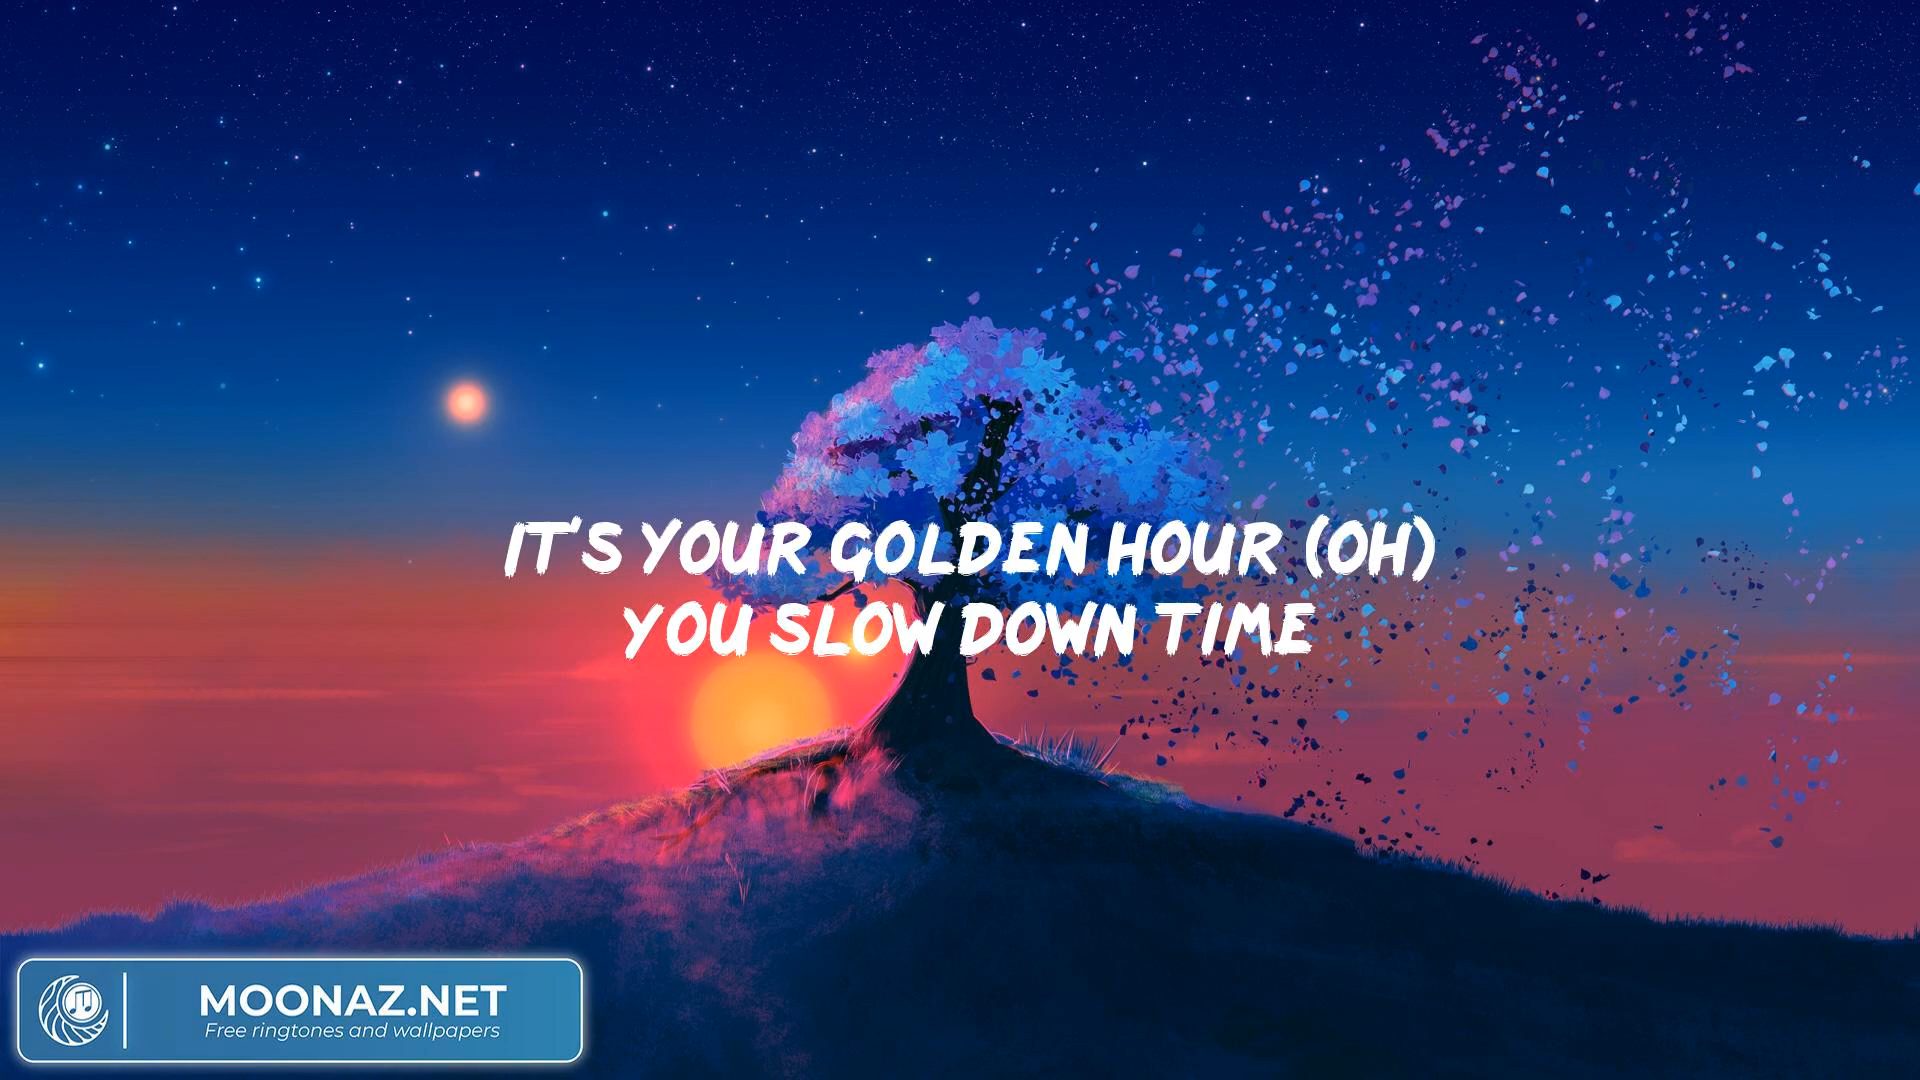 IT'S YOUR GOLDEN HOUR (OH)
YOU SLOW DOWN TIME
MOONAZ.NET
Free ringtones and wallpapers